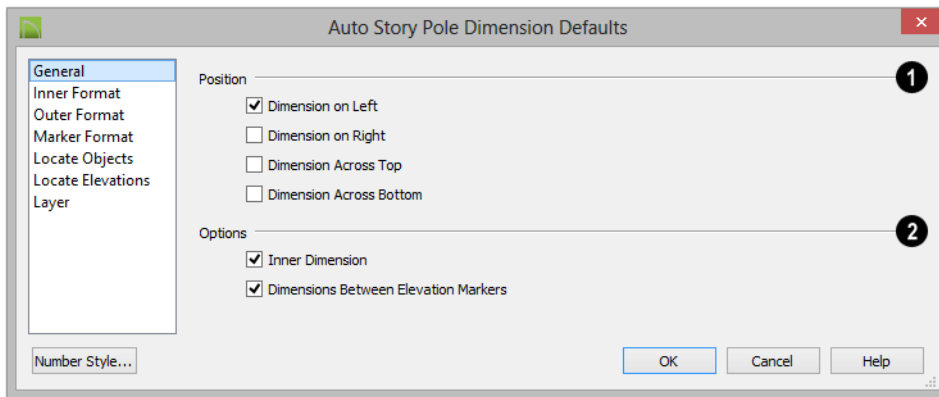 Auto Story Pole Dimension Defaults
General
Inner Format
Outer Format
Marker Format
Locate Objects
Locate Elevations
Layer
Position
1
Dimension on Left
Dimension on Right
Dimension Across Top
Dimension Across Bottom
Options
2
Inner Dimension
Dimensions Between Elevation Markers
Number Style...
OK
Cancel
Help